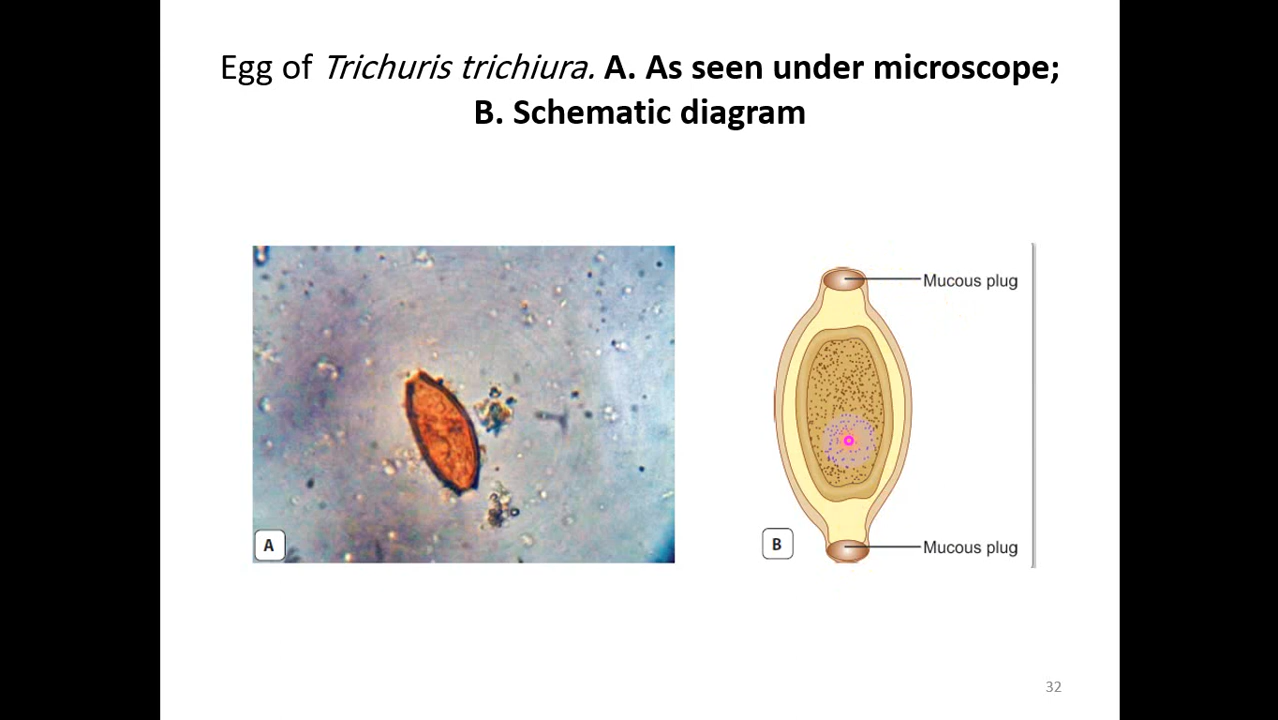 Egg of Trichuris trichiura. A. As seen under microscope;
B. Schematic diagram
Mucous plug
A
B
Mucous plug
32